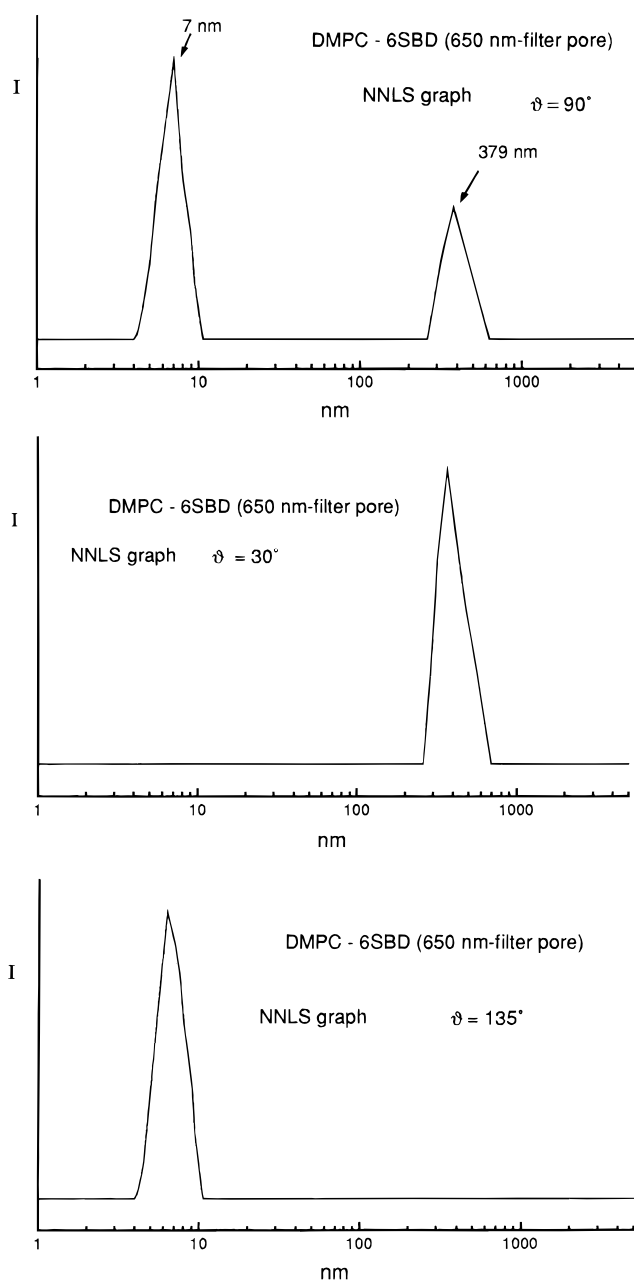 7 nm
DMPC - 6SBD (650 nm-filter pore)
I
NNLS graph ϑ = 90°
379 nm
1 10 100 1000
nm
DMPC - 6SBD (650 nm-filter pore)
I
NNLS graph ϑ = 30°
1 10 100 1000
nm
DMPC - 6SBD (650 nm-filter pore)
I
NNLS graph ϑ = 135°
1 10 100 1000
nm